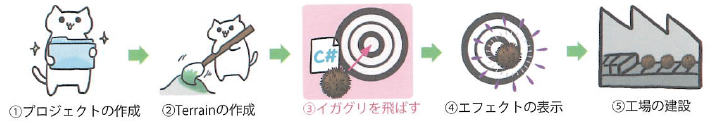 C#
①プロジェクトの作成
②Terrainの作成
③イガグリを飛ばす
④エフェクトの表示
⑤工場の建設